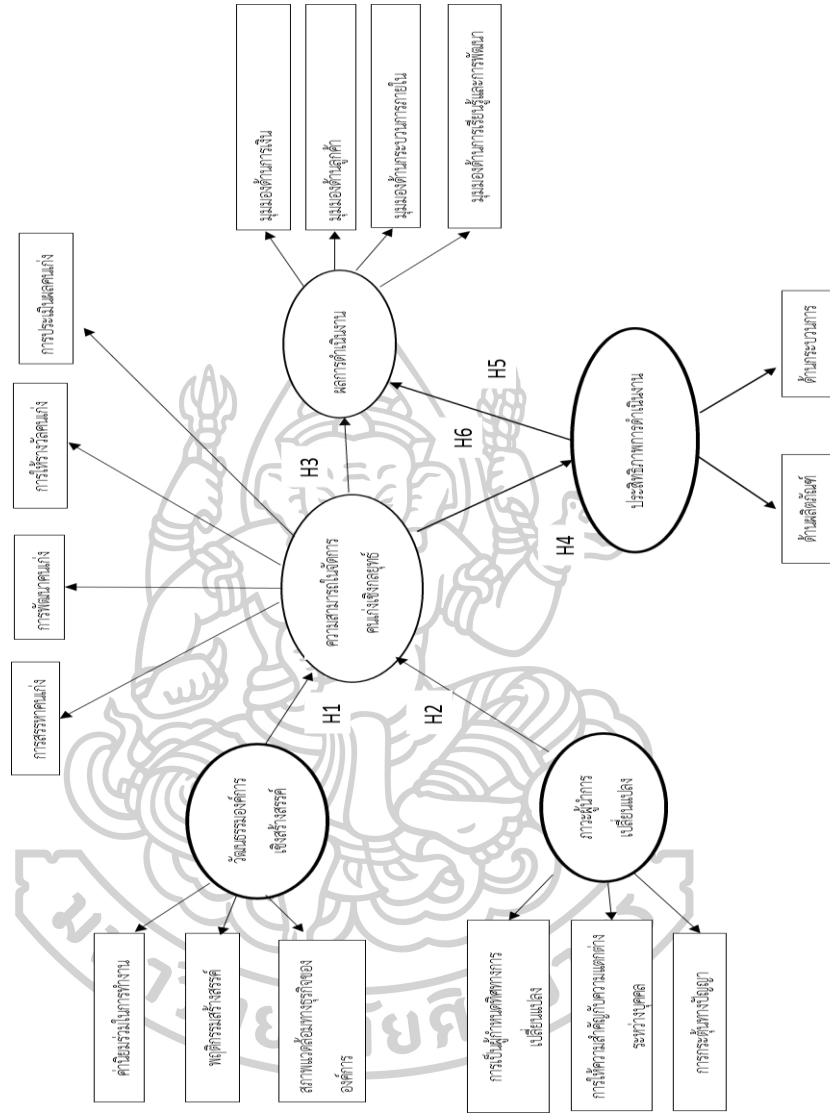 ค่านิยมร่วมในการทำงาน
พฤติกรรมสร้างสรรค์
สภาพแวดล้อมทางธุรกิจของ
องค์การ
วัฒนธรรมองค์การ
เชิงสร้างสรรค์
การเป็นผู้กำหนดทิศทางการ
เปลี่ยนแปลง
การให้ความสำคัญกับความแตกต่าง
ระหว่างบุคคล
การกระตุ้นทางปัญญา
ภาวะผู้นำการ
เปลี่ยนแปลง
H1
H2
การสรรหาคนเก่ง
การพัฒนาคนเก่ง
การให้รางวัลคนเก่ง
การประเมินผลคนเก่ง
ความสามารถในจัดการ
คนเก่งเชิงกลยุทธ์
H3
H4
H6
H5
ผลการดำเนินงาน
มุมมองด้านการเงิน
มุมมองด้านลูกค้า
มุมมองด้านกระบวนการภายใน
มุมมองด้านการเรียนรู้และการพัฒนา
ประสิทธิภาพการดำเนินงาน
ด้านผลิตภัณฑ์
ด้านกระบวนการ